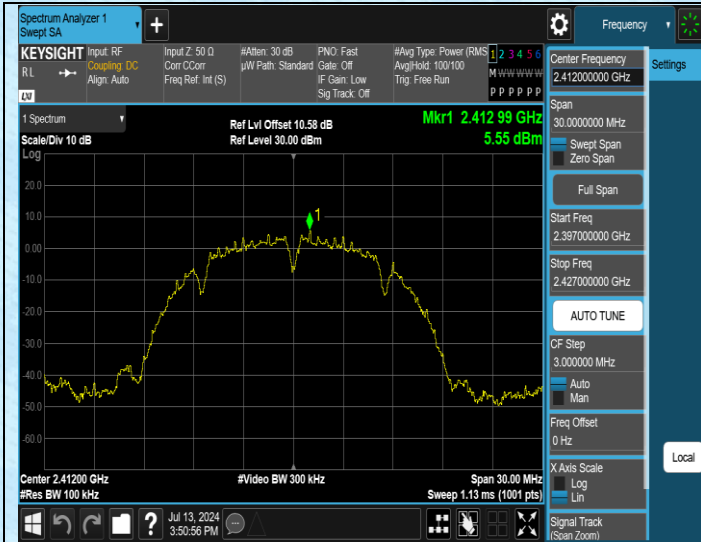 Spectrum Analyzer 1
Swept SA
Frequency
KEYSIGHT
RL
LXI
Input: RF
Coupling: DC
Align: Auto
Input Z: 50 Ω
Corr CCorr
Freq Ref: Int (S)
#Atten: 30 dB
µW Path: Standard
PNO: Fast
Gate: Off
IF Gain: Low
Sig Track: Off
#Avg Type: Power (RMS
Avg|Hold: 100/100
Trig: Free Run
1 2 3 4 5 6
M W W W W W
P P P P P P
1 Spectrum
Scale/Div 10 dB
Ref Lvl Offset 10.58 dB
Ref Level 30.00 dBm
Mkr1 2.412 99 GHz
5.55 dBm
Log
20.0
10.0
0.00
-10.0
-20.0
-30.0
-40.0
-50.0
-60.0
1
Center 2.41200 GHz
#Res BW 100 kHz
#Video BW 300 kHz
Span 30.00 MHz
Sweep 1.13 ms (1001 pts)
Jul 13, 2024
3:50:56 PM
Center Frequency
2.412000000 GHz
Span
30.0000000 MHz
Swept Span
Zero Span
Full Span
Start Freq
2.397000000 GHz
Stop Freq
2.427000000 GHz
AUTO TUNE
CF Step
3.000000 MHz
Auto
Man
Freq Offset
0 Hz
X Axis Scale
Log
Lin
Signal Track
(Span Zoom)
Settings
Local